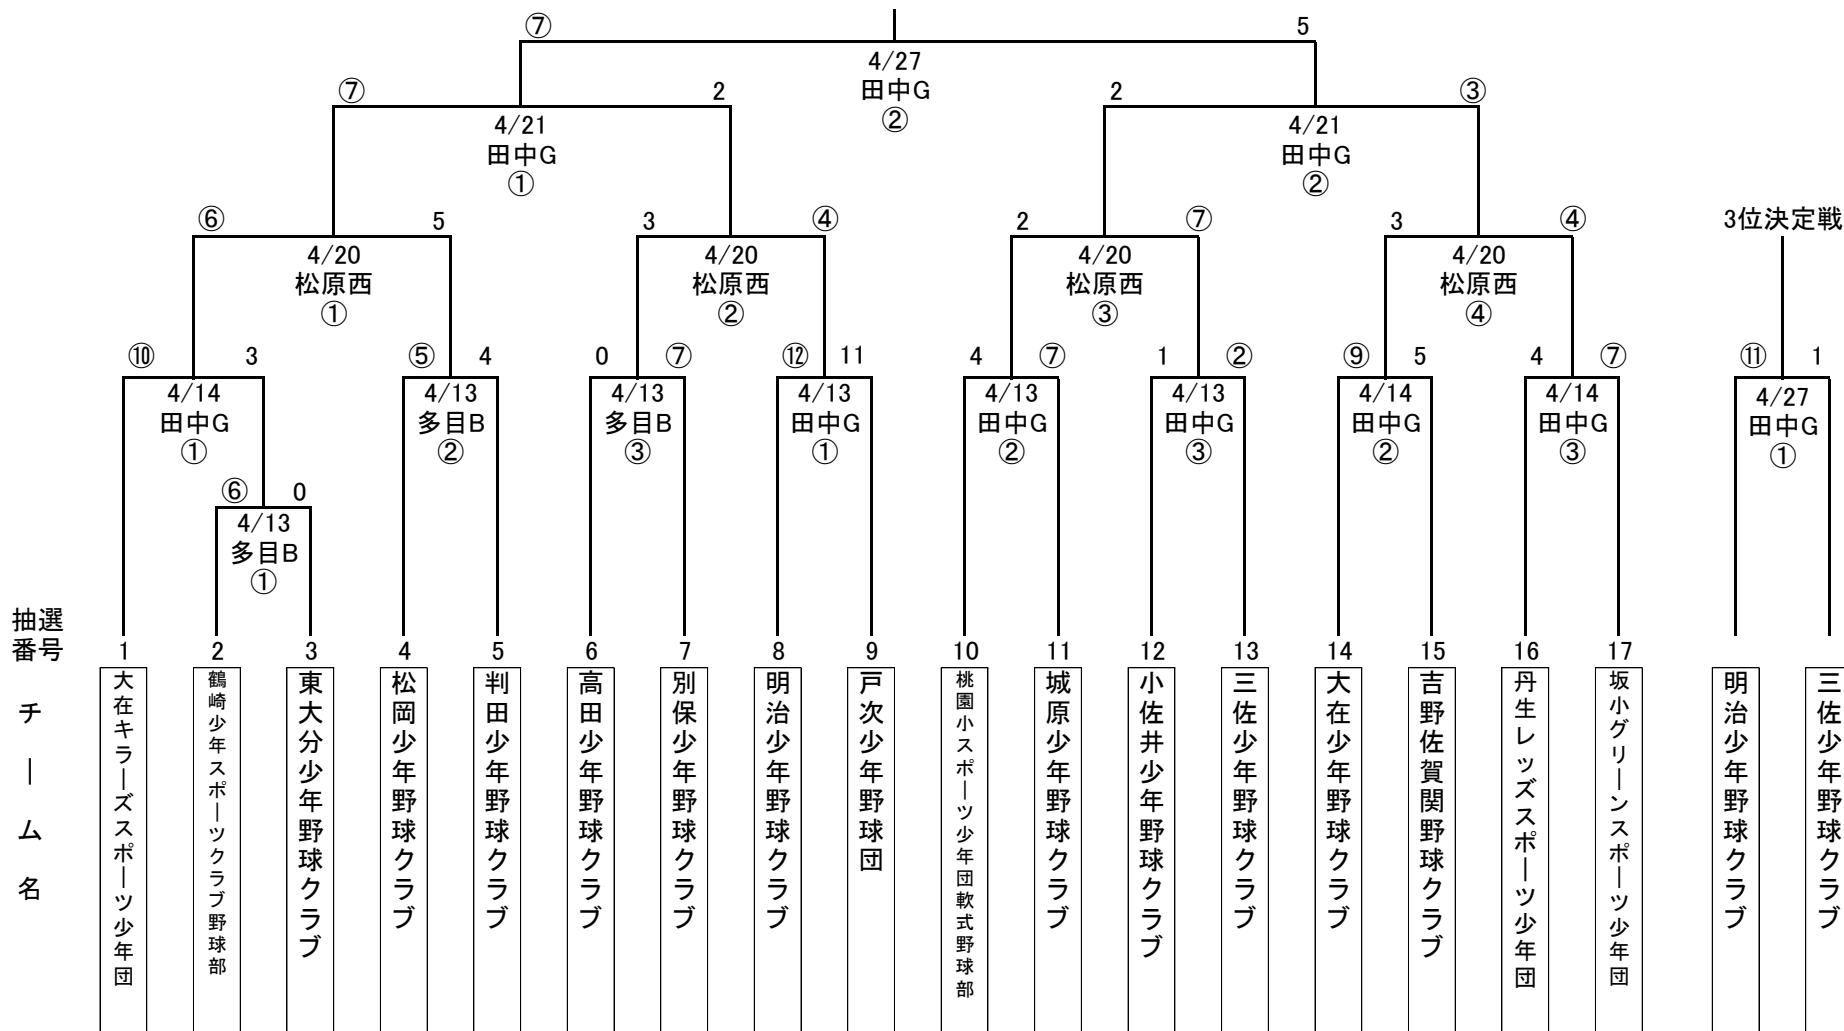 ⑦ 5
4/27
田中G
②
⑦ 2
4/21
田中G
①
2 ③
4/21
田中G
②
⑥ 5
4/20
松原西
①
3 ④
4/20
松原西
②
2 ⑦
4/20
松原西
③
3 ④
4/20
松原西
④
3位決定戦
⑩ 3
4/14
田中G
①
⑤ 4
4/13
多目B
②
0 ⑦
4/13
多目B
③
⑫ 11
4/13
田中G
①
4 ⑦
4/13
田中G
②
1 ②
4/13
田中G
③
⑨ 5
4/14
田中G
②
4 ⑦
4/14
田中G
③
⑪ 1
4/27
田中G
①
⑥ 0
4/13
多目B
①
抽選
番号
1 2 3 4 5 6 7 8 9 10 11 12 13 14 15 16 17
チーム名
大在キラーズスポーツ少年団
鶴崎少年スポーツクラブ野球部
東大分少年野球クラブ
松岡少年野球クラブ
判田少年野球クラブ
高田少年野球クラブ
別保少年野球クラブ
明治少年野球クラブ
戸次少年野球団
桃園小スポーツ少年団軟式野球部
城原少年野球クラブ
小佐井少年野球クラブ
三佐少年野球クラブ
大在少年野球クラブ
吉野佐賀関野球クラブ
丹生レッズスポーツ少年団
坂小グリーンスポーツ少年団
明治少年野球クラブ
三佐少年野球クラブ